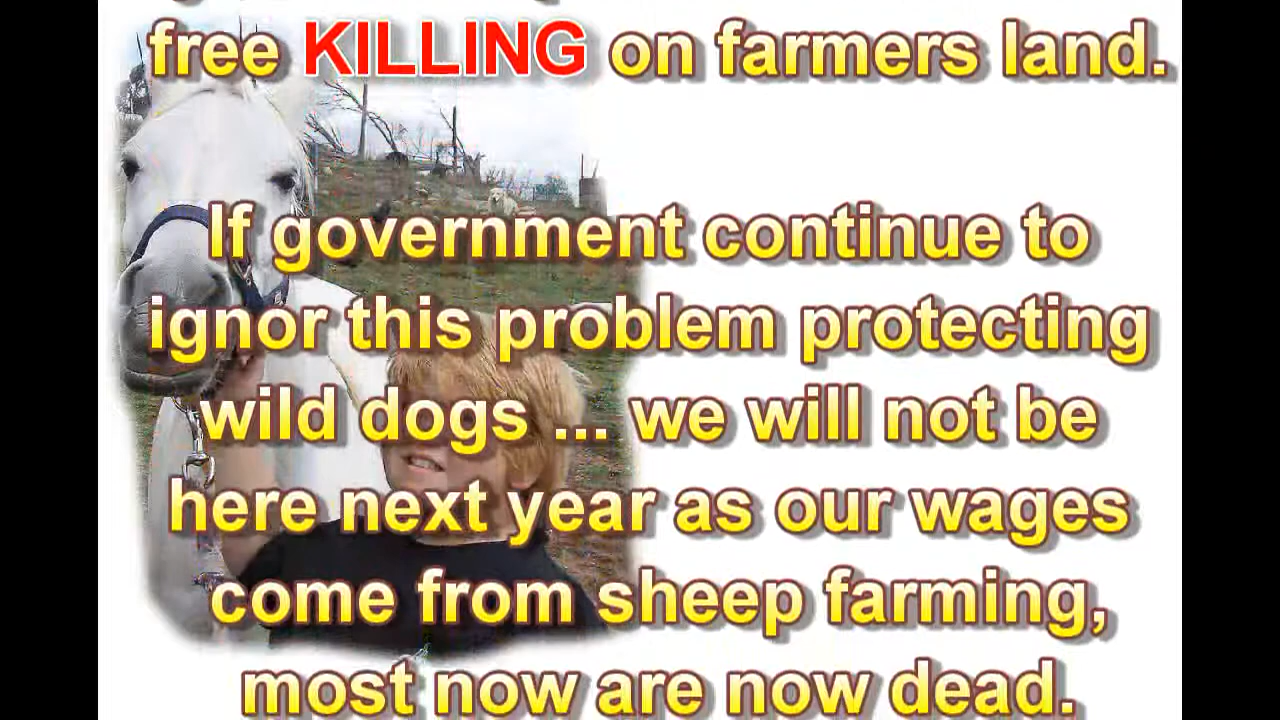 free KILLING on farmers land.
If government continue to
ignor this problem protecting
wild dogs ... we will not be
here next year as our wages
come from sheep farming,
most now are now dead.